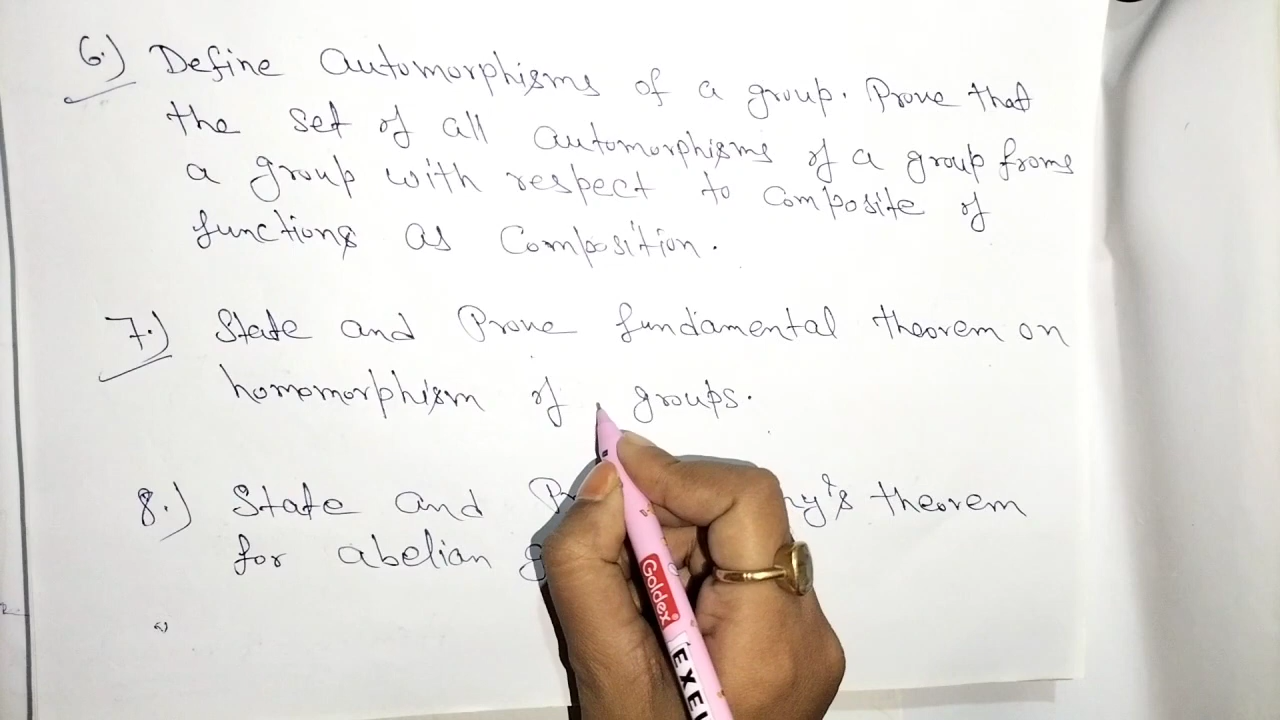 6.) Define Automorphisms of a group. Prove that
the set of all automorphisms of a group froms
a group with respect to composite of
functions as composition.
7.) State and Prove fundamental theorem on
homomorphism of groups.
8.) State and theorem
for abelian
Goldex